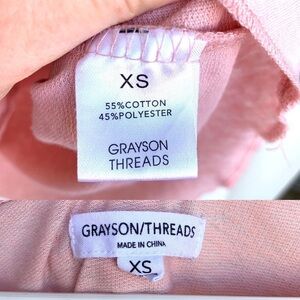 XS
55%COTTON
45%POLYESTER
GRAYSON
THREADS
GRAYSON/THREADS
MADE IN CHINA
XS